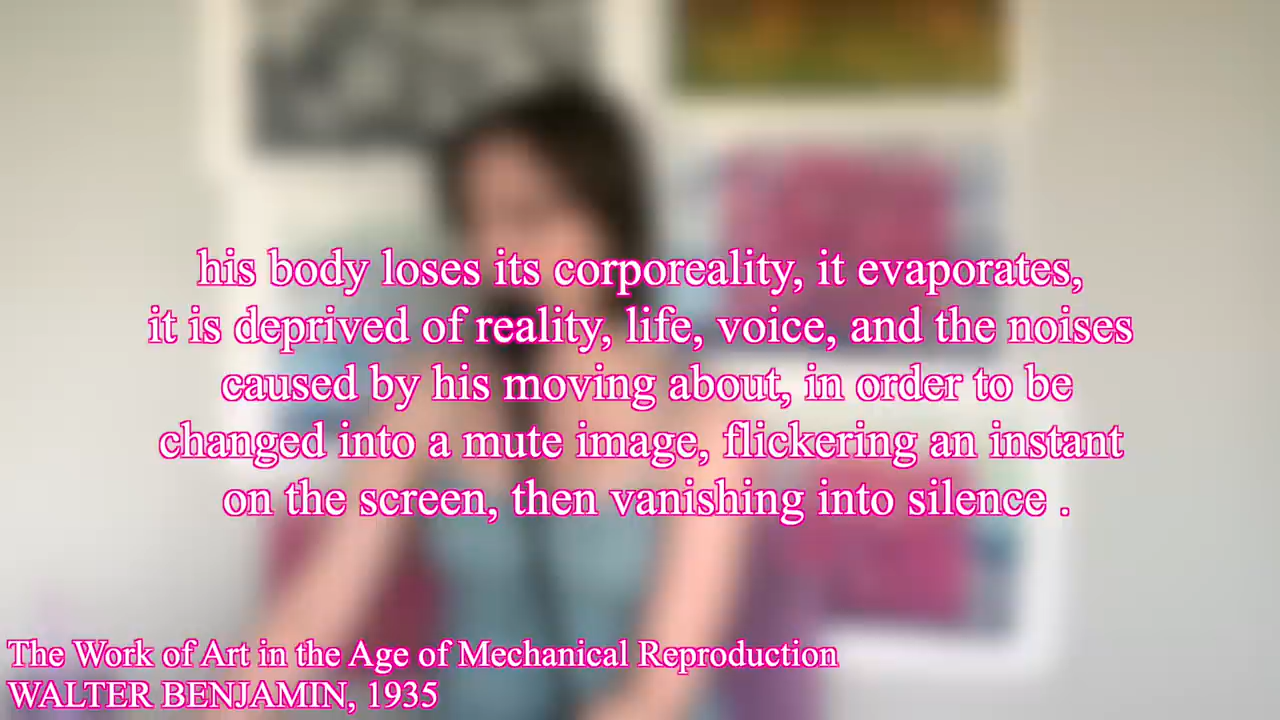 his body loses its corporeality, it evaporates,
it is deprived of reality, life, voice, and the noises
caused by his moving about, in order to be
changed into a mute image, flickering an instant
on the screen, then vanishing into silence .
The Work of Art in the Age of Mechanical Reproduction
WALTER BENJAMIN, 1935